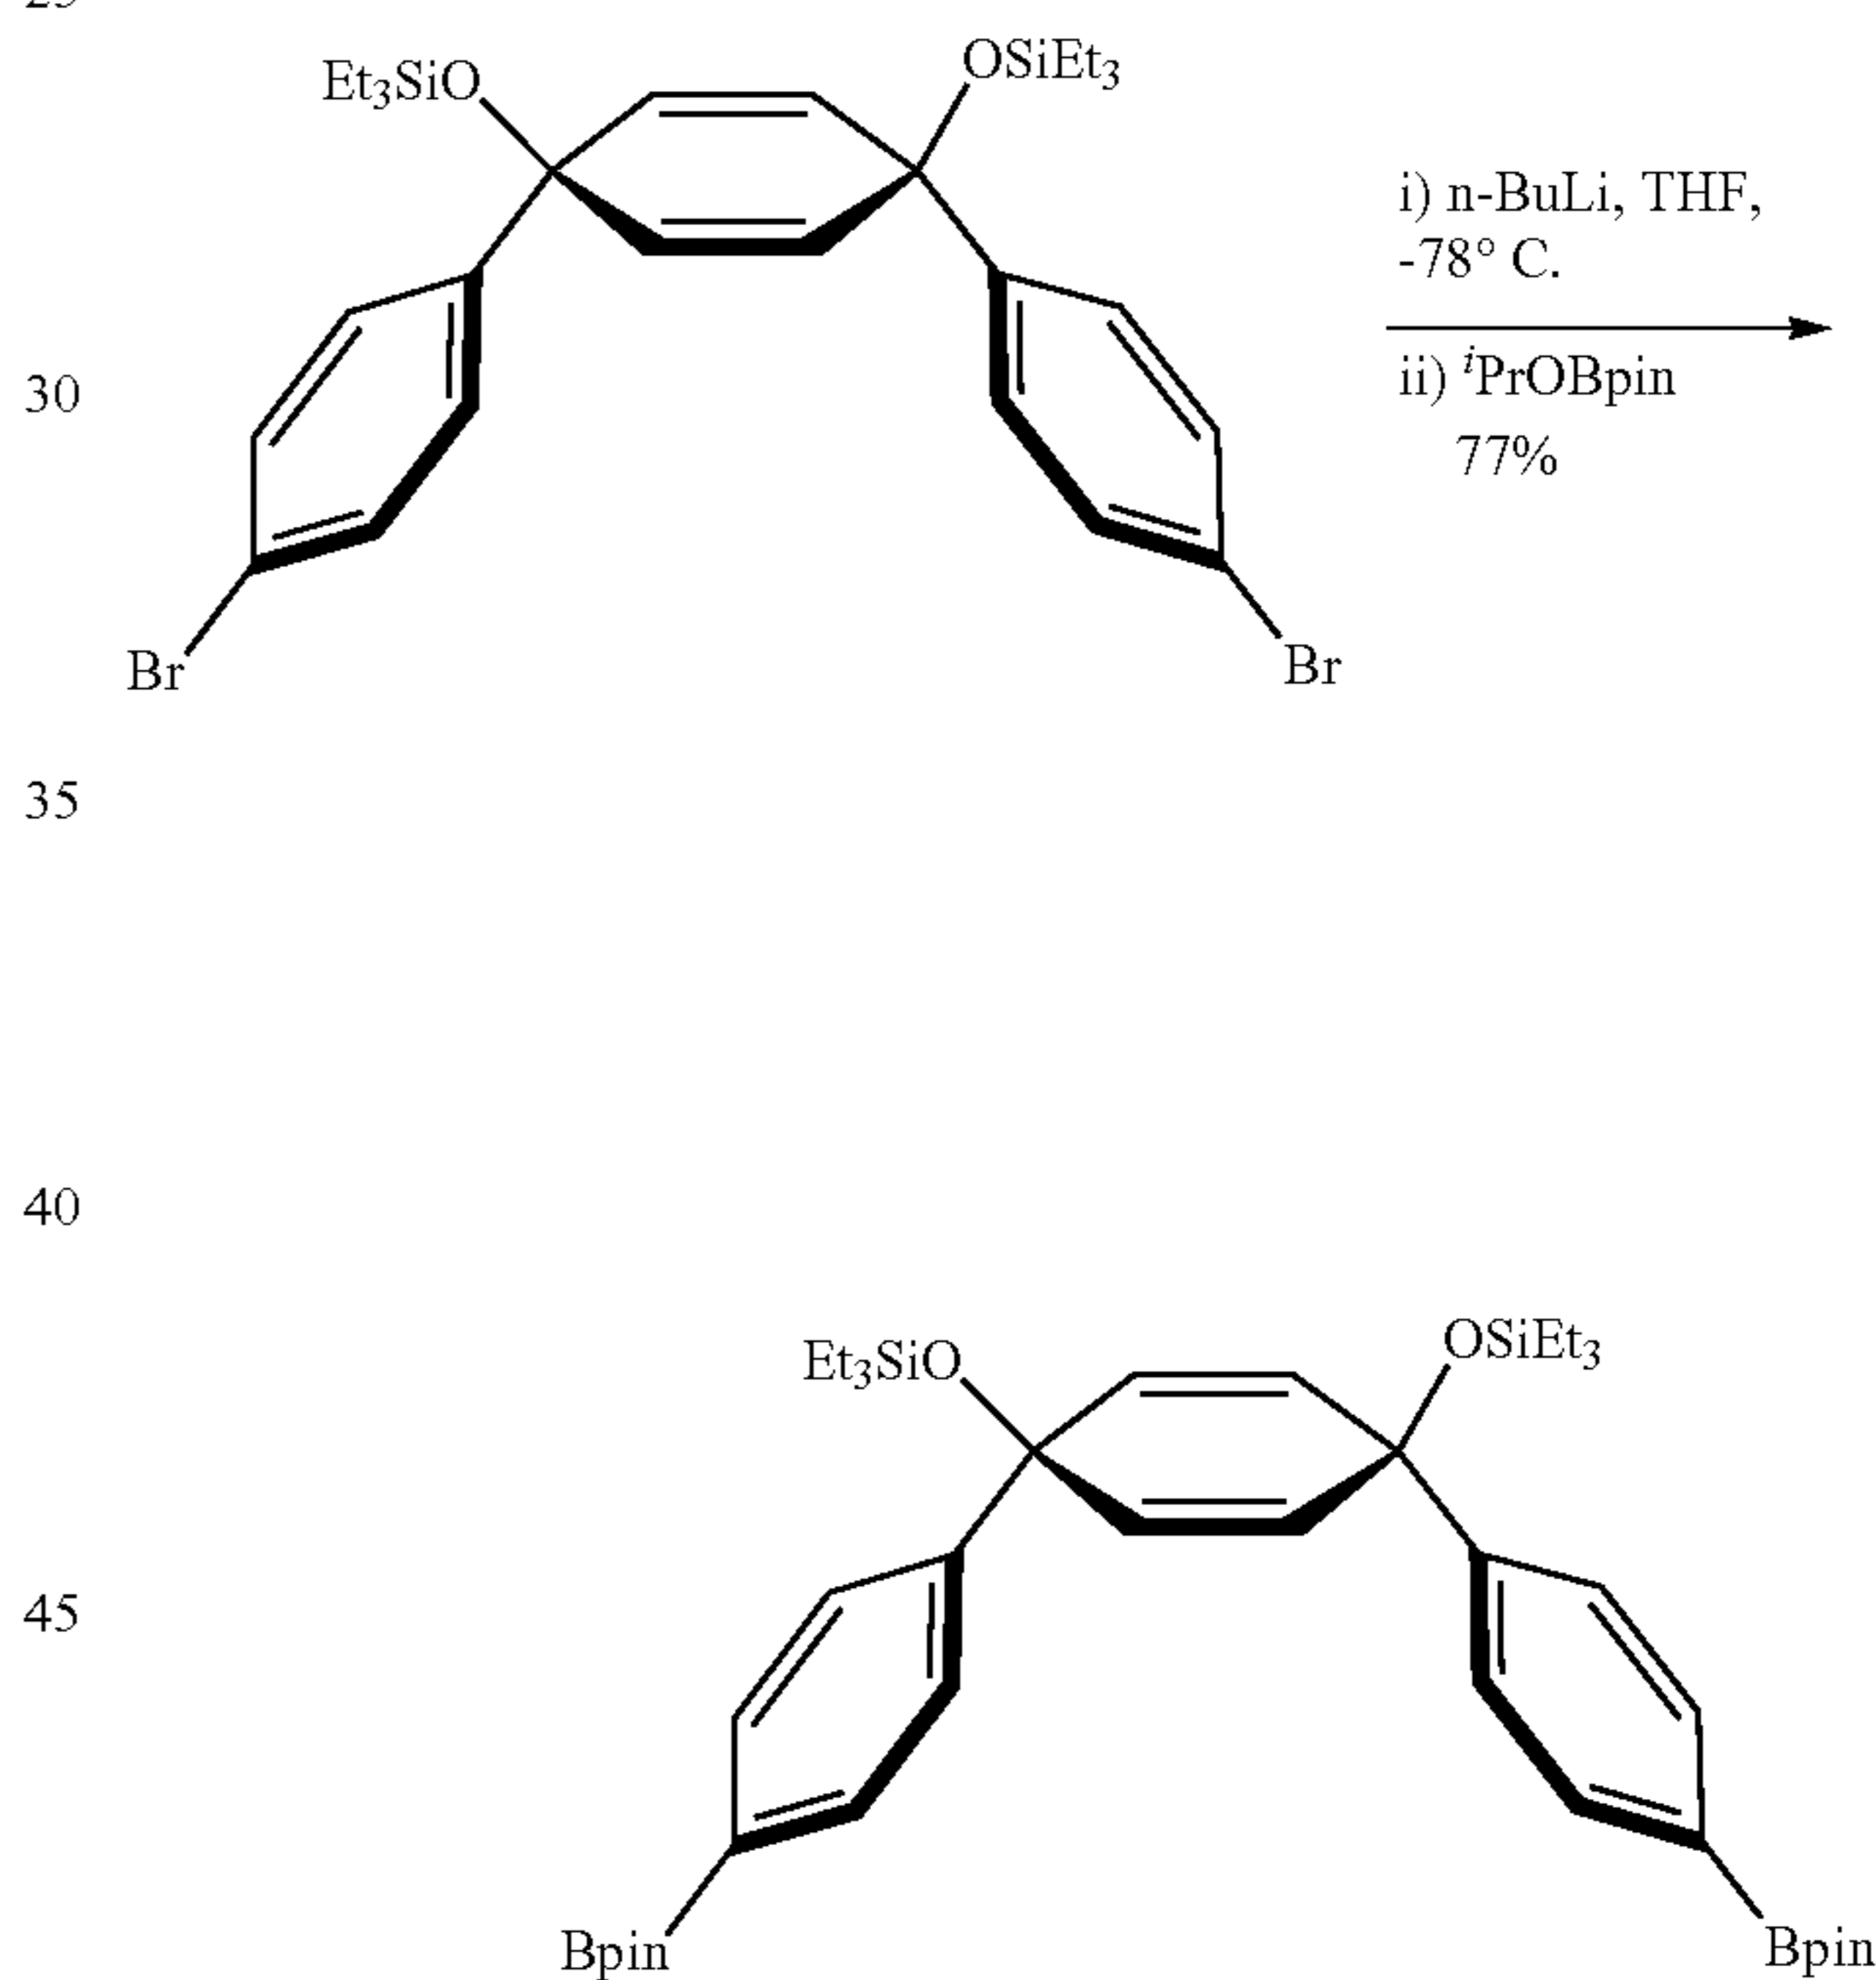 Et₃SiO
OSiEt₃
i) n-BuLi, THF,
-78° C.
ii) ⁱPrOBpin
77%
30
Br
Br
35
40
Et₃SiO
OSiEt₃
45
Bpin
Bpin